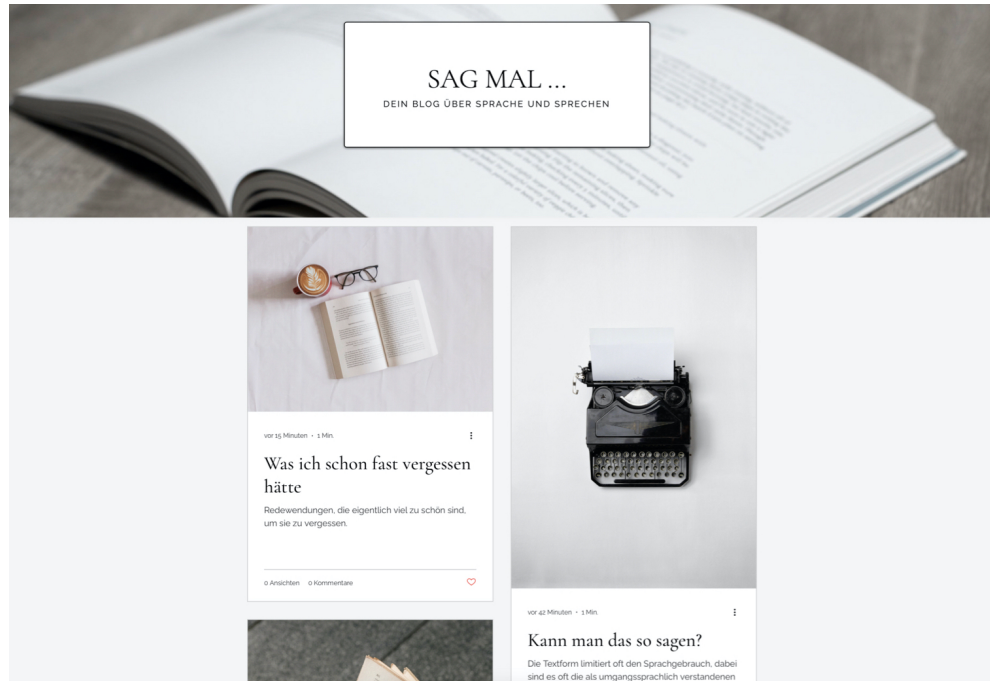 SAG MAL ...
DEIN BLOG ÜBER SPRACHE UND SPRECHEN
vor 15 Minuten · 1 Min.
Was ich schon fast vergessen
hätte
Redewendungen, die eigentlich viel zu schön sind,
um sie zu vergessen.
0 Ansichten 0 Kommentare
vor 42 Minuten · 1 Min.
Kann man das so sagen?
Die Textform limitiert oft den Sprachgebrauch, dabei
sind es oft die als umgangssprachlich verstandenen